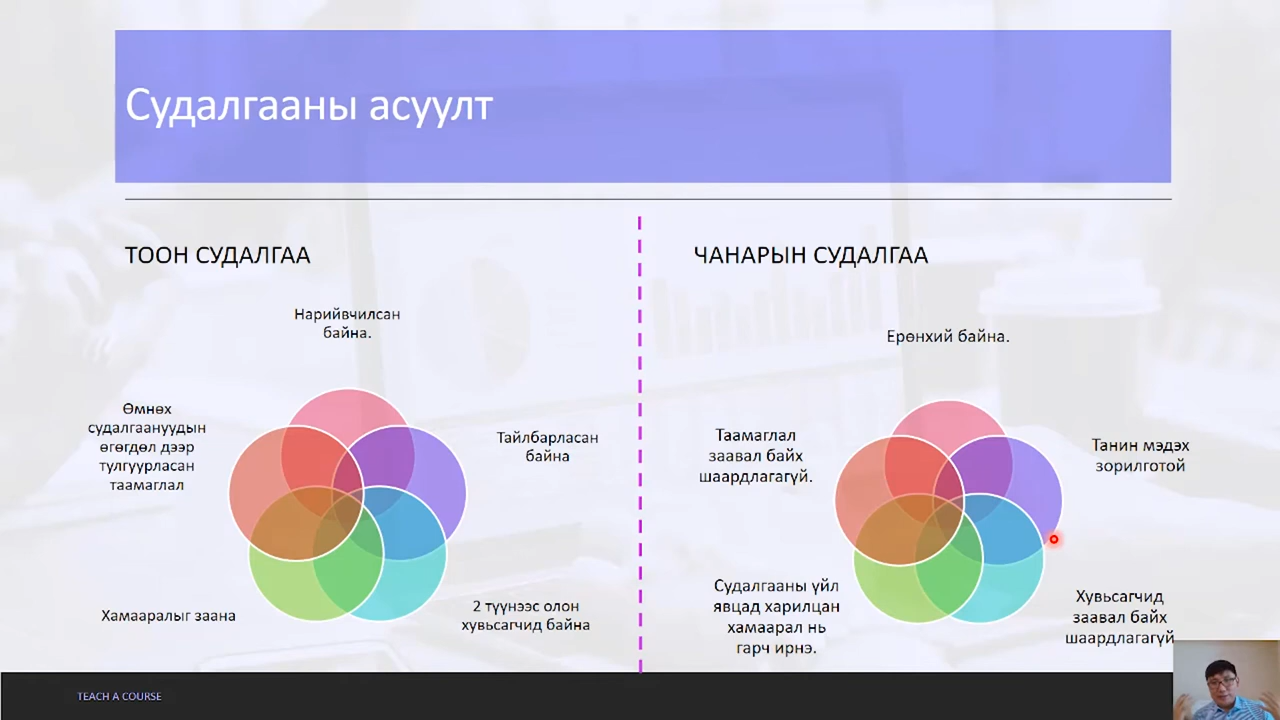 Судалгааны асуулт
ТООН СУДАЛГАА
Нарийвчилсан
байна.
Өмнөх
судалгаануудын
өгөгдөл дээр
тулгуурласан
таамаглал
Тайлбарласан
байна
Хамааралыг заана
2 түүнээс олон
хувьсагчид байна
ЧАНАРЫН СУДАЛГАА
Ерөнхий байна.
Таамаглал
заавал байх
шаардлагагүй.
Танин мэдэх
зорилготой
Судалгааны үйл
явцад харилцан
хамаарал нь
гарч ирнэ.
Хувьсагчид
заавал байх
шаардлагагүй
TEACH A COURSE